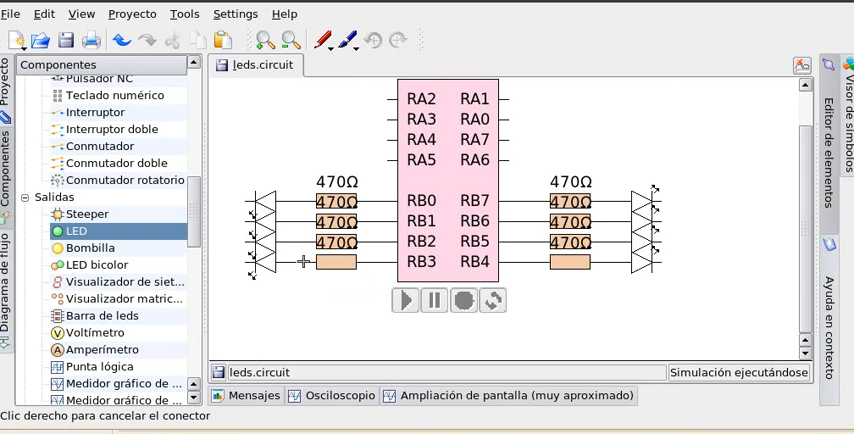 File Edit View Proyecto Tools Settings Help
Proyecto
Componentes
Diagrama de flujo
Componentes
Pulsador NC
Teclado numérico
Interruptor
Interruptor doble
Conmutador
Conmutador doble
Conmutador rotatorio
Salidas
Steeper
LED
Bombilla
LED bicolor
Visualizador de siet...
Visualizador matric...
Barra de leds
Voltímetro
Amperímetro
Punta lógica
Medidor gráfico de ...
Medidor gráfico de ...
leds.circuit
RA2 RA1
RA3 RA0
RA4 RA7
RA5 RA6
470Ω 470Ω
470Ω RB0 RB7 470Ω
470Ω RB1 RB6 470Ω
470Ω RB2 RB5 470Ω
RB3 RB4
leds.circuit Simulación ejecutándose
Mensajes Osciloscopio Ampliación de pantalla (muy aproximado)
Editor de elementos
Ayuda en contexto
Visor de símbolos
Clic derecho para cancelar el conector